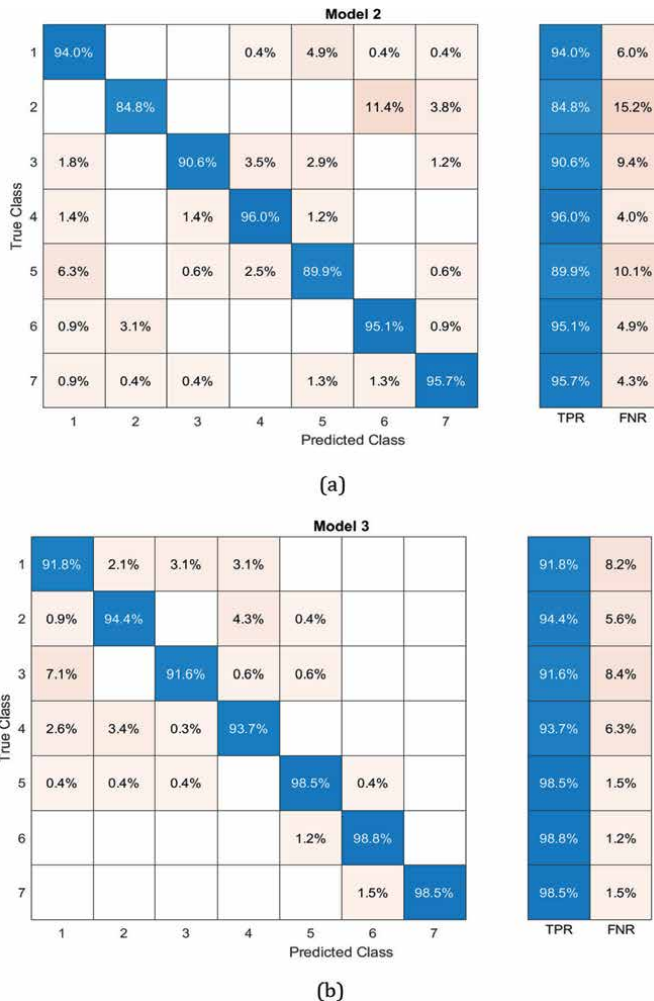 Model 2
1 94.0% 0.4% 4.9% 0.4% 0.4% 94.0% 6.0%
2 84.8% 11.4% 3.8% 84.8% 15.2%
3 1.8% 90.6% 3.5% 2.9% 1.2% 90.6% 9.4%
4 1.4% 1.4% 96.0% 1.2% 96.0% 4.0%
5 6.3% 0.6% 2.5% 89.9% 0.6% 89.9% 10.1%
6 0.9% 3.1% 95.1% 0.9% 95.1% 4.9%
7 0.9% 0.4% 0.4% 1.3% 1.3% 95.7% 95.7% 4.3%
True Class
1 2 3 4 5 6 7 TPR FNR
Predicted Class
(a)
Model 3
1 91.8% 2.1% 3.1% 3.1% 91.8% 8.2%
2 0.9% 94.4% 4.3% 0.4% 94.4% 5.6%
3 7.1% 91.6% 0.6% 0.6% 91.6% 8.4%
4 2.6% 3.4% 0.3% 93.7% 93.7% 6.3%
5 0.4% 0.4% 0.4% 98.5% 0.4% 98.5% 1.5%
6 1.2% 98.8% 98.8% 1.2%
7 1.5% 98.5% 98.5% 1.5%
True Class
1 2 3 4 5 6 7 TPR FNR
Predicted Class
(b)